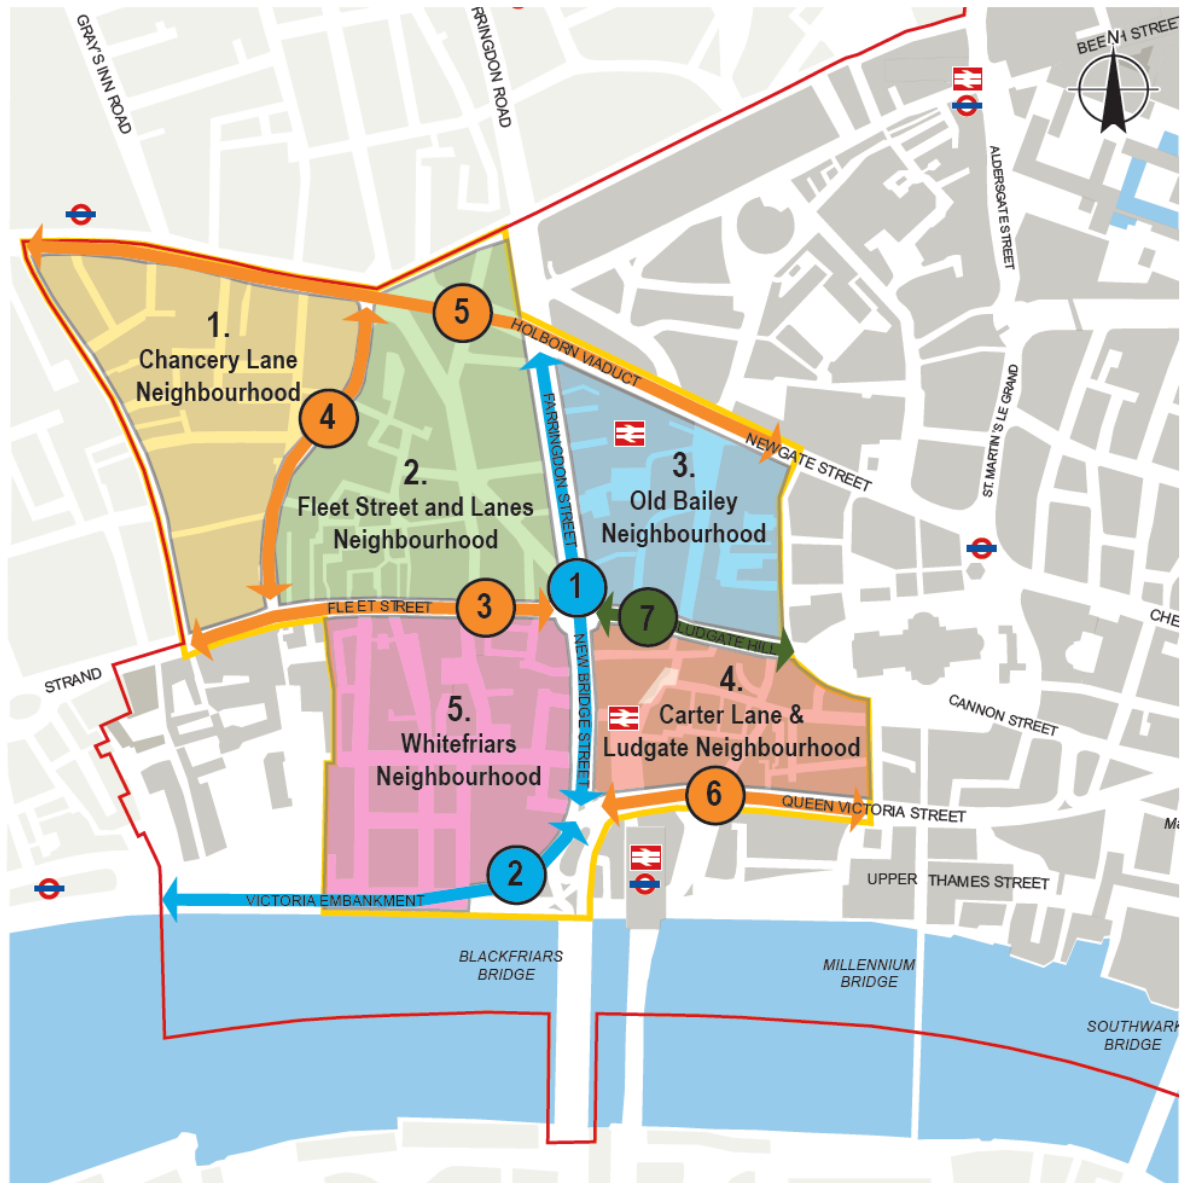 GRAY'S INN ROAD
RRINGDON ROAD
BEECH STREET
N
ALDERSGATE STREET
5
HOLBORN VIADUCT
1.
Chancery Lane
Neighbourhood
4
FARRINGDON STREET
NEWGATE STREET
ST. MARTIN'S LE GRAND
2.
Fleet Street and Lanes
Neighbourhood
3.
Old Bailey
Neighbourhood
1
3
FLEET STREET
7
LUDGATE HILL
CHE
STRAND
NEW BRIDGE STREET
4.
Carter Lane &
Ludgate Neighbourhood
CANNON STREET
5.
Whitefriars
Neighbourhood
6
QUEEN VICTORIA STREET
Ma
2
VICTORIA EMBANKMENT
UPPER THAMES STREET
BLACKFRIARS
BRIDGE
MILLENNIUM
BRIDGE
SOUTHWARK
BRIDGE